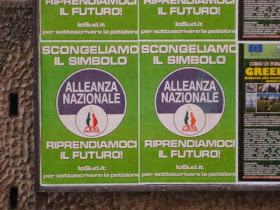 RIPRENDIAMOCI
IL FUTURO!
IoSud.it
per sottoscrivere la petizione
RIPRENDIAMOCI
IL FUTURO!
IoSud.it
per sottoscrivere la petizione
SCONGELIAMO
IL SIMBOLO
ALLEANZA
NAZIONALE
M.S.I.
RIPRENDIAMOCI
IL FUTURO!
IoSud.it
per sottoscrivere la petizione
SCONGELIAMO
IL SIMBOLO
ALLEANZA
NAZIONALE
M.S.I.
RIPRENDIAMOCI
IL FUTURO!
IoSud.it
per sottoscrivere la petizione
GREE